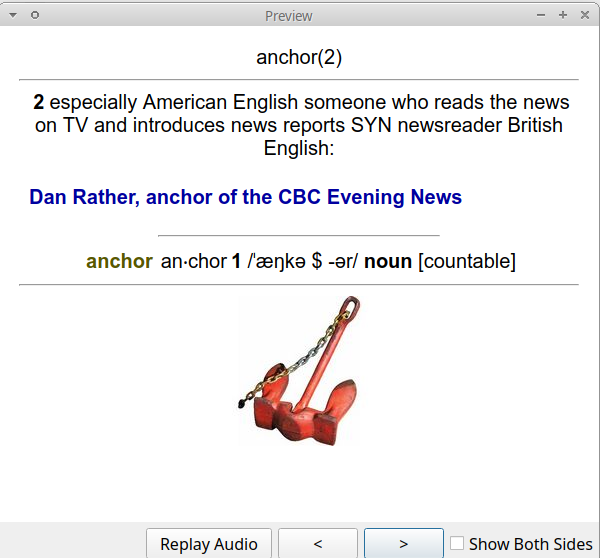 Preview
anchor(2)
2 especially American English someone who reads the news
on TV and introduces news reports SYN newsreader British
English:
Dan Rather, anchor of the CBC Evening News
anchor an‧chor 1 /ˈæŋkə $ -ər/ noun [countable]
Replay Audio < > Show Both Sides